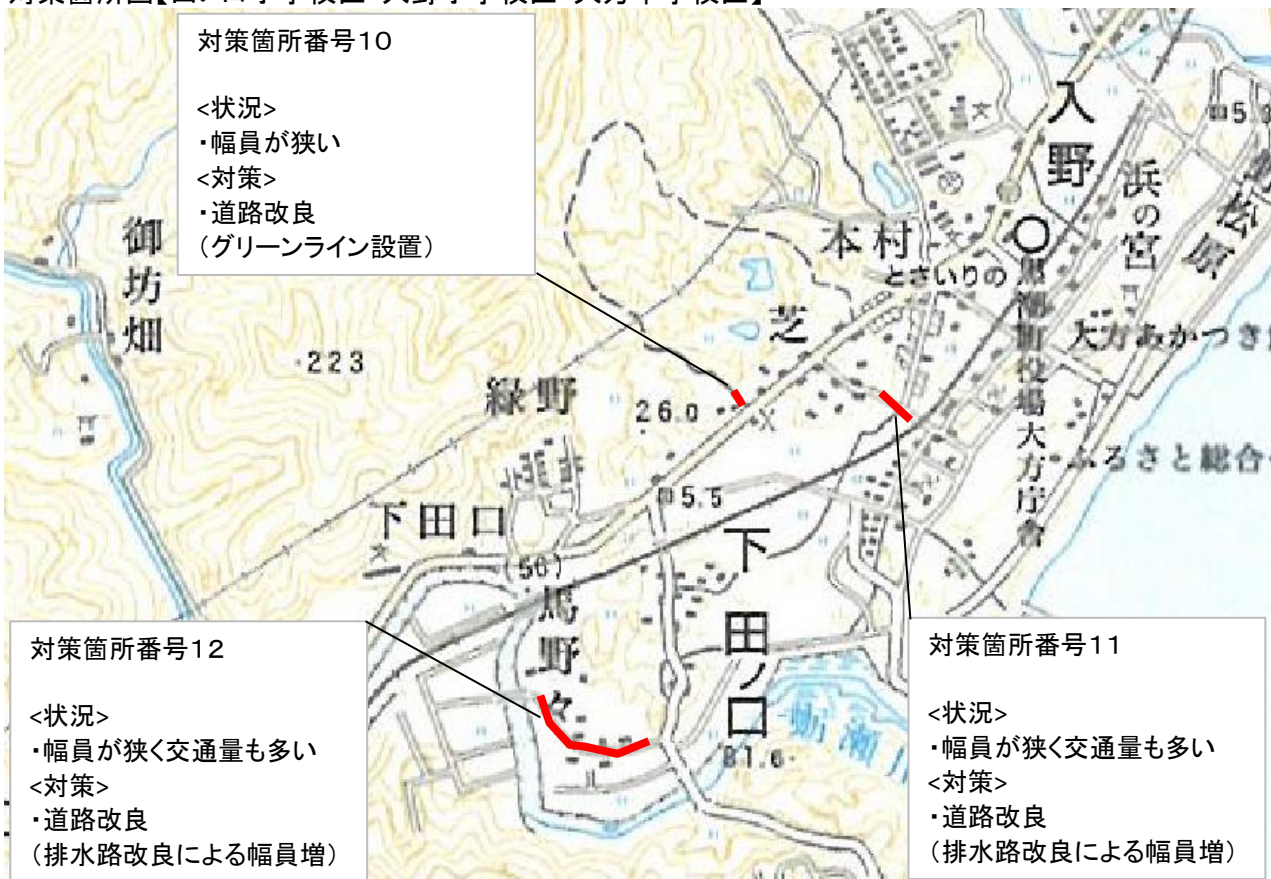 対策箇所番号10
<状況>
・幅員が狭い
<対策>
・道路改良
(グリーンライン設置)
入野
浜の宮
松原
5.8
御坊畑
本村
とさいりの
黒潮町役場大方庁舎
大方あかつき
芝
・223
緑野
26.0
ふるさと総合
5.5
下田口
(56)
馬野々
下田ノ口
81.6
対策箇所番号12
<状況>
・幅員が狭く交通量も多い
<対策>
・道路改良
(排水路改良による幅員増)
対策箇所番号11
<状況>
・幅員が狭く交通量も多い
<対策>
・道路改良
(排水路改良による幅員増)